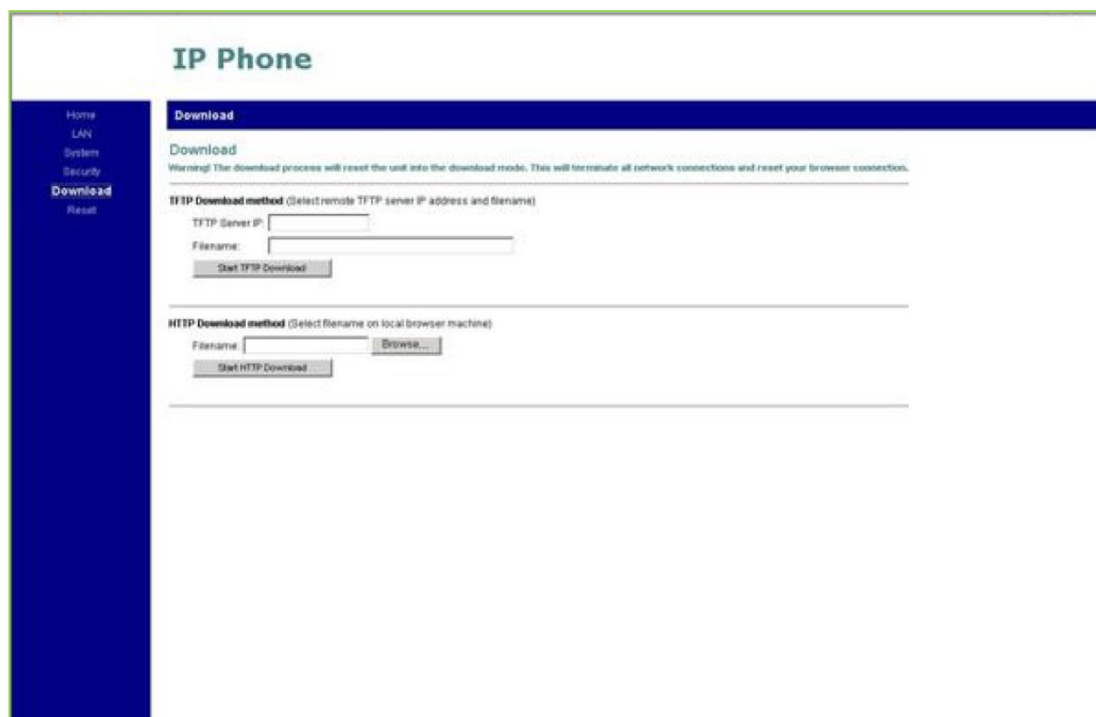 IP Phone
Home
LAN
System
Security
Download
Reset
Download
Download
Warning! The download process will reset the unit into the download mode. This will terminate all network connections and reset your browser connection.
TFTP Download method (Select remote TFTP server IP address and filename)
TFTP Server IP:
Filename:
Start TFTP Download
HTTP Download method (Select filename on local browser machine)
Filename: Browse...
Start HTTP Download